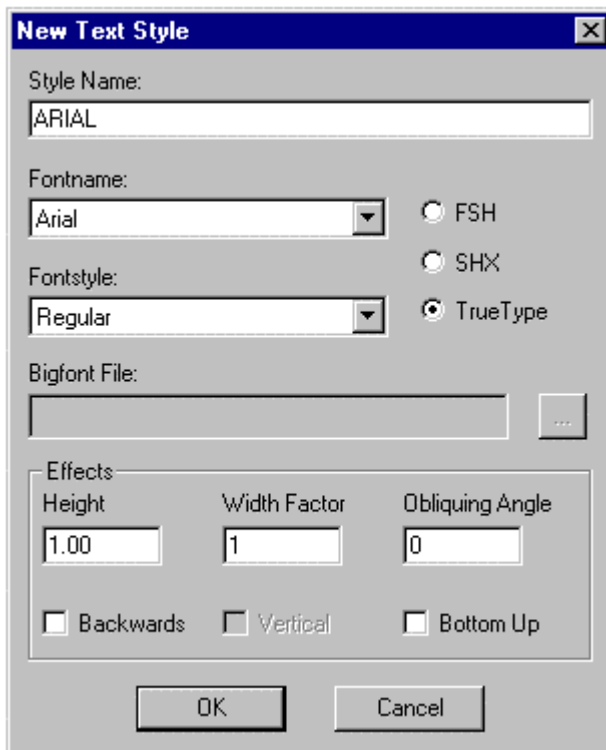 New Text Style
Style Name:
ARIAL
Fontname:
Arial
FSH
SHX
Fontstyle:
Regular
TrueType
Bigfont File:
...
Effects
Height Width Factor Obliquing Angle
1.00 1 0
Backwards Vertical Bottom Up
OK Cancel